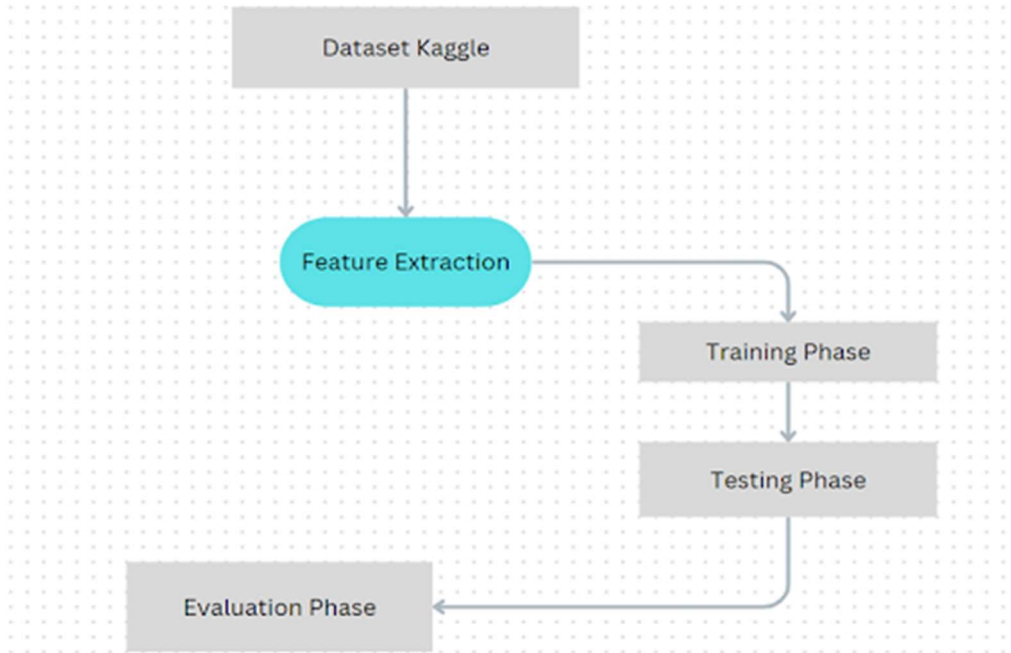 Dataset Kaggle
Feature Extraction
Training Phase
Testing Phase
Evaluation Phase